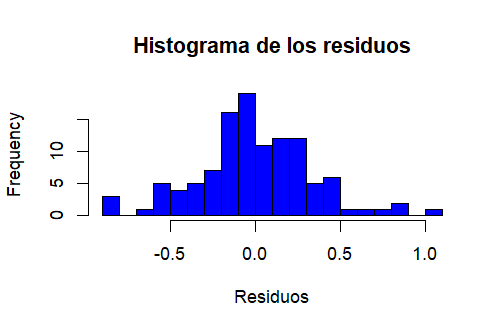 Histograma de los residuos
Frequency
0 5 10
-0.5 0.0 0.5 1.0
Residuos